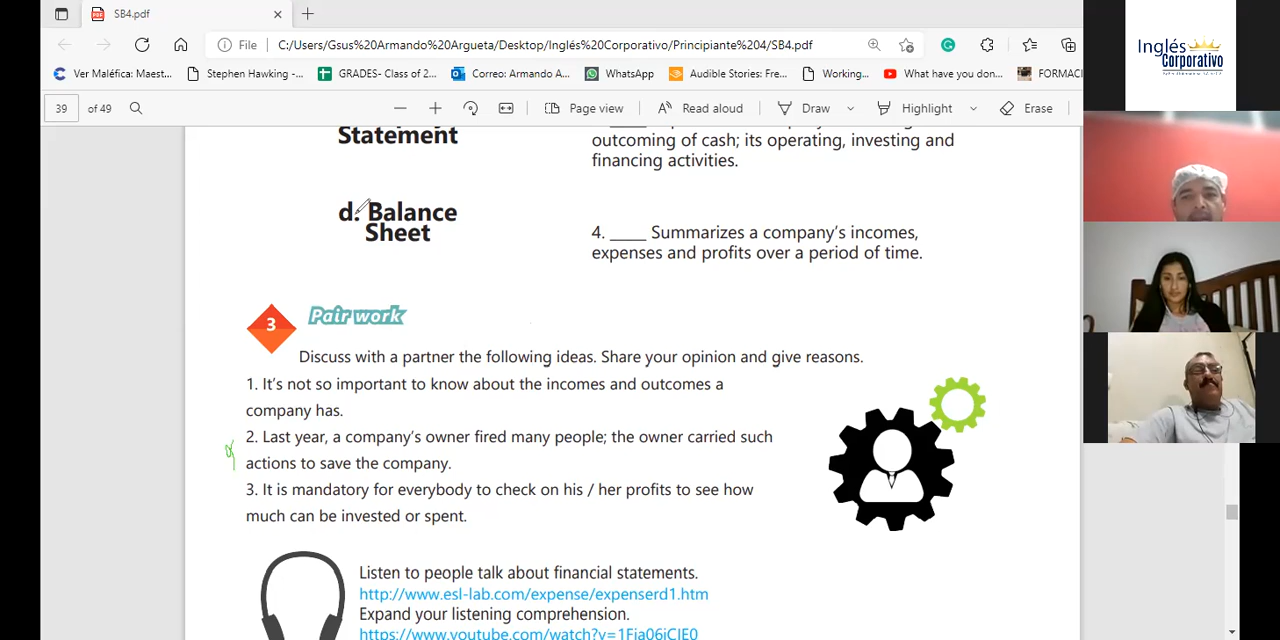 SB4.pdf
File C:/Users/Gsus%20Armando%20Argueta/Desktop/Inglés%20Corporativo/Principiante%204/SB4.pdf
Ver Maléfica: Maest... Stephen Hawking -... GRADES- Class of 2... Correo: Armando A... WhatsApp Audible Stories: Fre... Working... What have you don... FORMACI
39 of 49 Page view Read aloud Draw Highlight Erase
Inglés
Corporativo
Statement
outcoming of cash; its operating, investing and
financing activities.
d. Balance
Sheet
4. ____ Summarizes a company's incomes,
expenses and profits over a period of time.
3 Pair work
Discuss with a partner the following ideas. Share your opinion and give reasons.
1. It's not so important to know about the incomes and outcomes a
company has.
2. Last year, a company's owner fired many people; the owner carried such
actions to save the company.
3. It is mandatory for everybody to check on his / her profits to see how
much can be invested or spent.
Listen to people talk about financial statements.
http://www.esl-lab.com/expense/expenserd1.htm
Expand your listening comprehension.